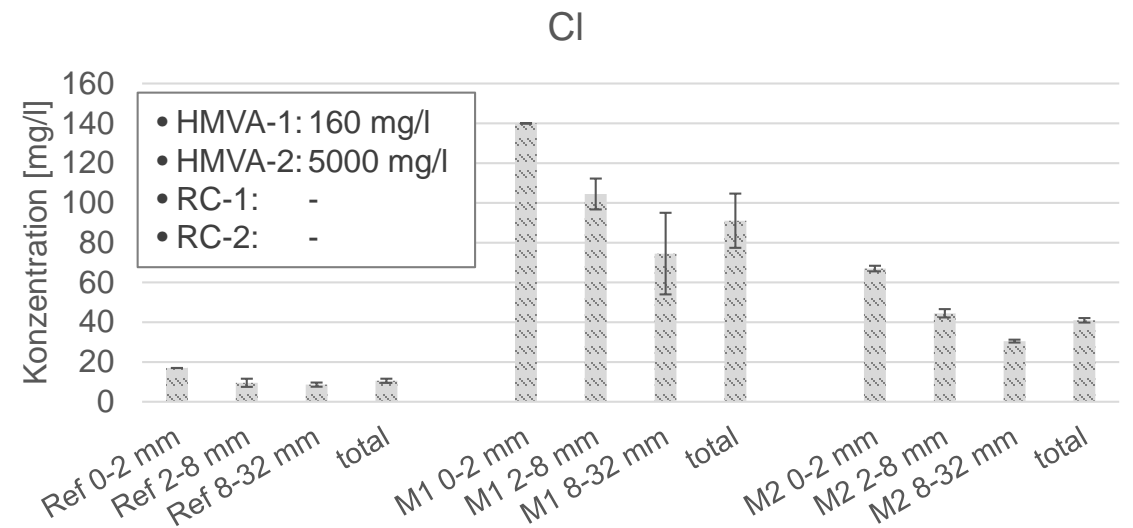 Cl
Konzentration [mg/l]
160
140
120
100
80
60
40
20
0
• HMVA-1: 160 mg/l
• HMVA-2: 5000 mg/l
• RC-1: -
• RC-2: -
Ref 0-2 mm
Ref 2-8 mm
Ref 8-32 mm
total
M1 0-2 mm
M1 2-8 mm
M1 8-32 mm
total
M2 0-2 mm
M2 2-8 mm
M2 8-32 mm
total